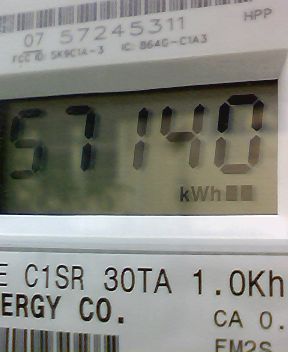 HPP
07 57245311
FCC ID: SK9C1A-3 IC: 864G-C1A3
57140
kWh
E C1SR 30TA 1.0Kh
ERGY CO.
CA 0.
FM2S